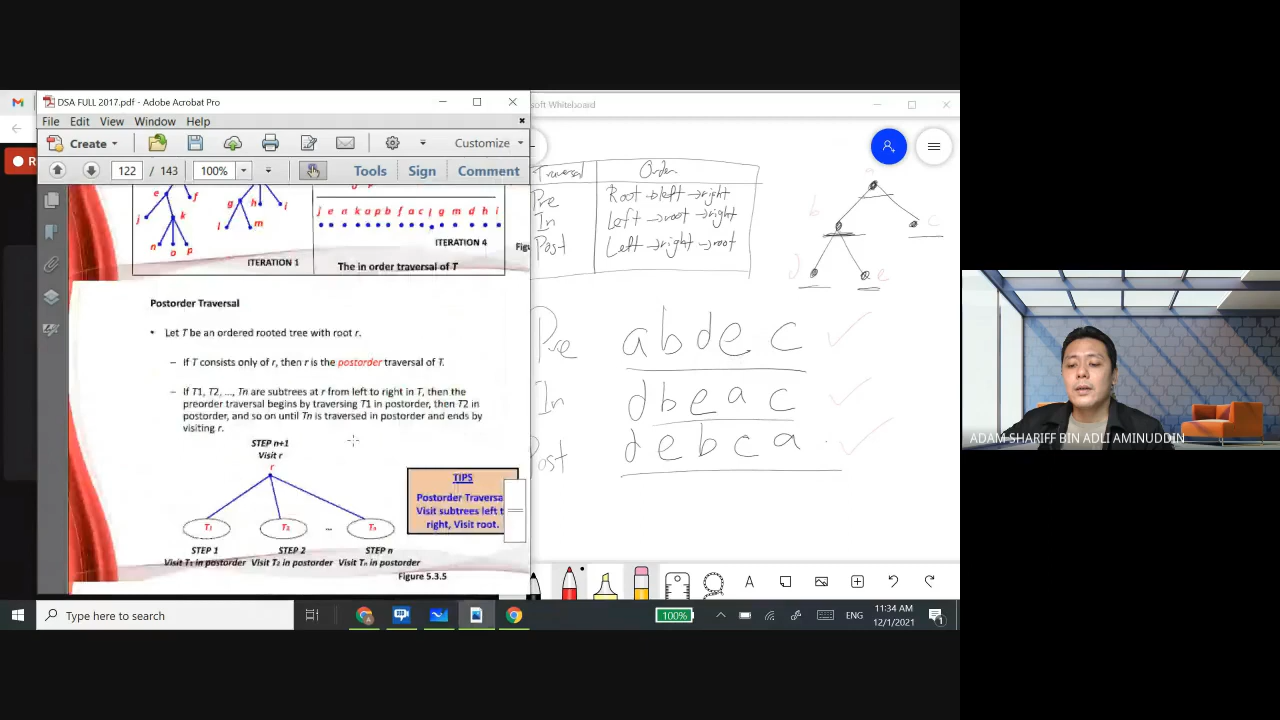 DSA FULL 2017.pdf - Adobe Acrobat Pro
File Edit View Window Help
Create
Customize
122 / 143 100%
Tools Sign Comment
e f g h i
j k l m
n o p
ITERATION 1
j e n k o p b f a c l g m d h i
ITERATION 4
The in order traversal of T
Postorder Traversal
• Let T be an ordered rooted tree with root r.
– If T consists only of r, then r is the postorder traversal of T.
– If T1, T2, ..., Tn are subtrees at r from left to right in T, then the
preorder traversal begins by traversing T1 in postorder, then T2 in
postorder, and so on until Tn is traversed in postorder and ends by
visiting r.
STEP n+1
Visit r
r
T1 T2 ... Tn
STEP 1 STEP 2 STEP n
Visit T1 in postorder Visit T2 in postorder Visit Tn in postorder
TIPS
Postorder Traversa
Visit subtrees left t
right, Visit root.
Figure 5.3.5
osoft Whiteboard
Order
Pre Root → left → right
In Left → root → right
Post Left → right → root
a
b c
d e
Pre a b d e c ✓
In d b e a c ✓
Post d e b c a ✓
ADAM SHARIFF BIN ADLI AMINUDDIN
Type here to search
100%
ENG
11:34 AM
12/1/2021